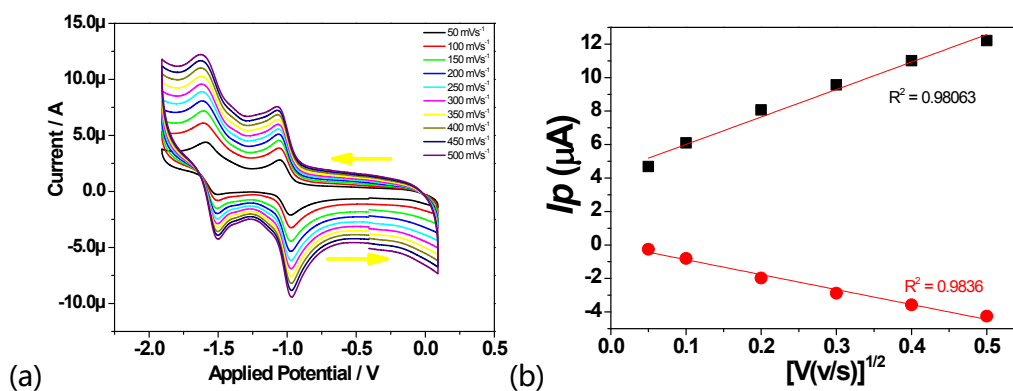 15.0µ
10.0µ
5.0µ
0.0
-5.0µ
-10.0µ
Current / A
-2.0 -1.5 -1.0 -0.5 0.0 0.5
Applied Potential / V
50 mVs⁻¹
100 mVs⁻¹
150 mVs⁻¹
200 mVs⁻¹
250 mVs⁻¹
300 mVs⁻¹
350 mVs⁻¹
400 mVs⁻¹
450 mVs⁻¹
500 mVs⁻¹
(a)
12
10
8
6
4
0
-2
-4
Ip (µA)
R² = 0.98063
R² = 0.9836
0.0 0.1 0.2 0.3 0.4 0.5
[V(v/s)]¹/²
(b)